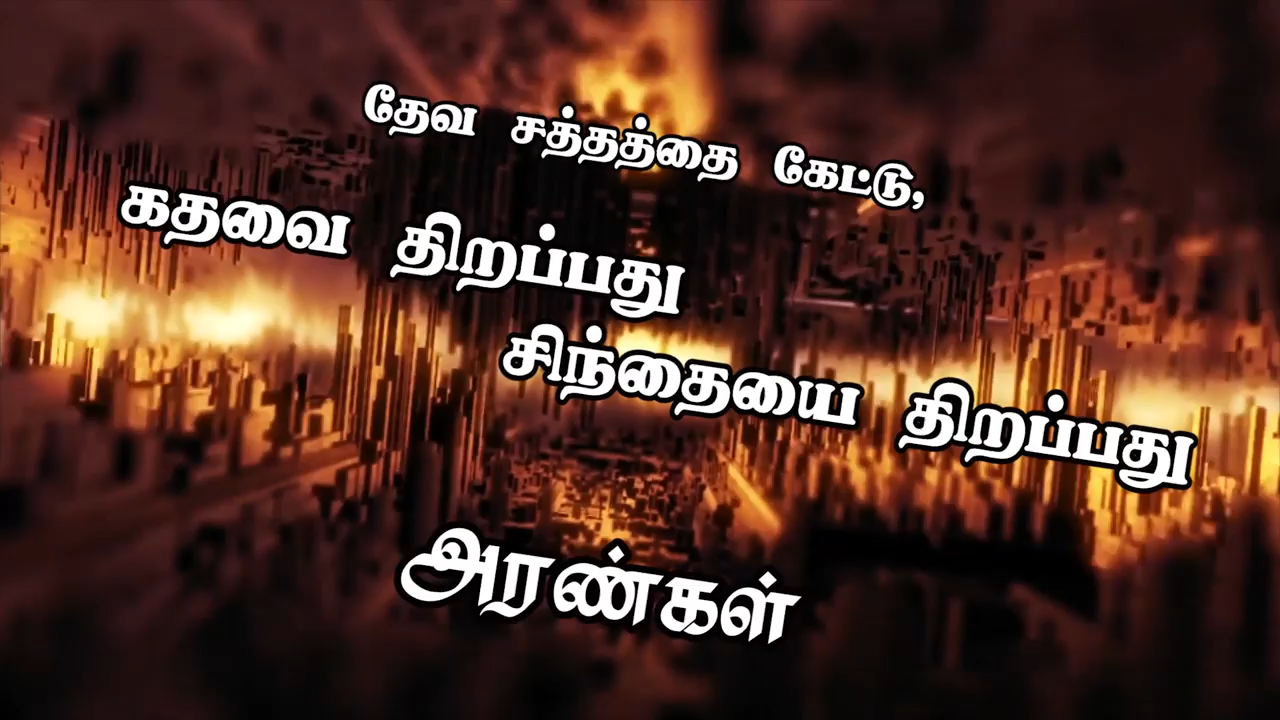 தேவ சத்தத்தை கேட்டு,
கதவை திறப்பது
சிந்தையை திறப்பது
அரண்கள்